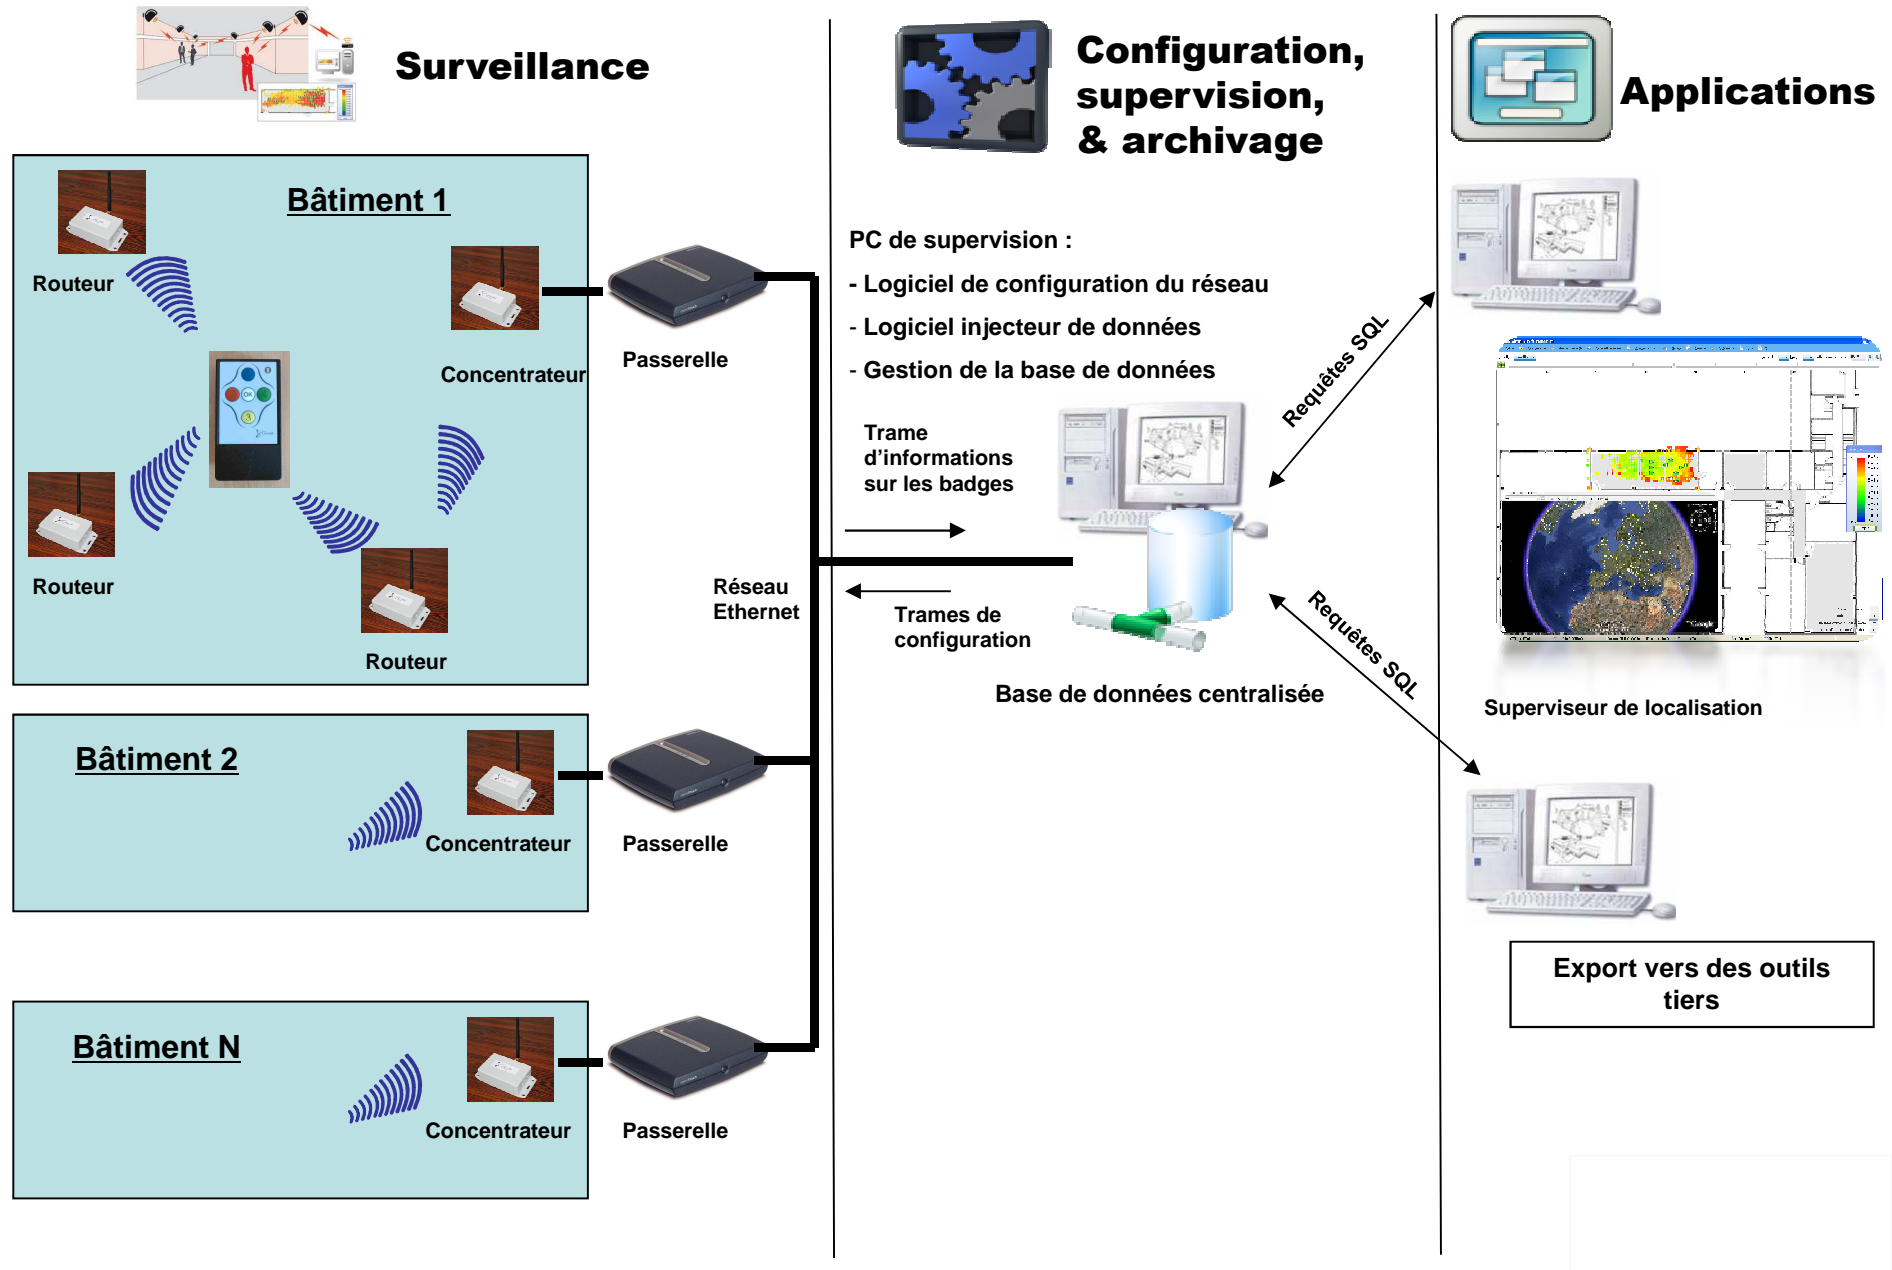 Surveillance
Configuration,
supervision,
& archivage
Applications
Bâtiment 1
Routeur
Concentrateur
Passerelle
Routeur
Routeur
Réseau
Ethernet
Bâtiment 2
Concentrateur
Passerelle
Bâtiment N
Concentrateur
Passerelle
PC de supervision :
- Logiciel de configuration du réseau
- Logiciel injecteur de données
- Gestion de la base de données
Trame
d'informations
sur les badges
Trames de
configuration
Base de données centralisée
Requêtes SQL
Requêtes SQL
Superviseur de localisation
Export vers des outils
tiers
OK
3
Google